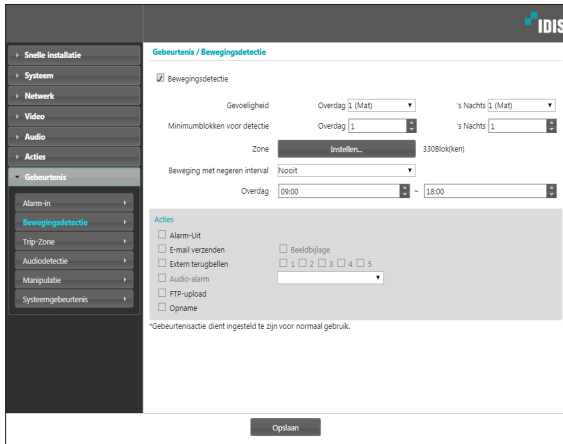 IDIS
Snelle installatie
Systeem
Netwerk
Video
Audio
Acties
Gebeurtenis
Alarm-in
Bewegingsdetectie
Trip-Zone
Audiodetectie
Manipulatie
Systeemgebeurtenis
Gebeurtenis / Bewegingsdetectie
Bewegingsdetectie
Gevoeligheid Overdag 1 (Mat) 's Nachts 1 (Mat)
Minimumblokken voor detectie Overdag 1 's Nachts 1
Zone Instellen... 330Blok(ken)
Beweging met negeren interval Nooit
Overdag 09:00 ~ 18:00
Acties
Alarm-Uit
E-mail verzenden Beeldbijlage
Extern terugbellen 1 2 3 4 5
Audio-alarm
FTP-upload
Opname
*Gebeurtenisactie dient ingesteld te zijn voor normaal gebruik.
Opslaan